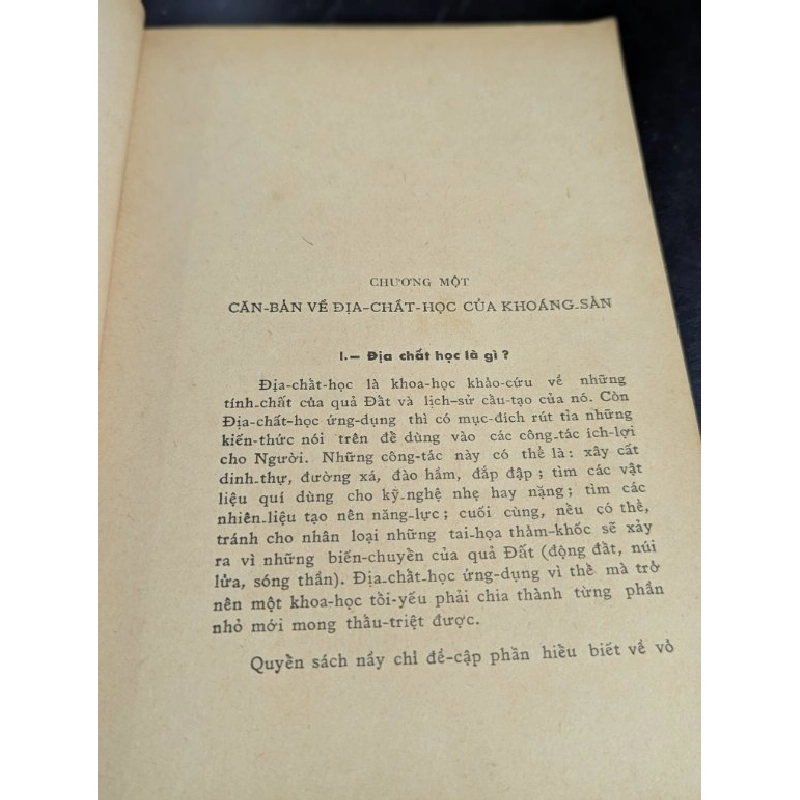 CHƯƠNG MỘT
CĂN-BẢN VỀ ĐỊA-CHẤT-HỌC CỦA KHOÁNG-SẢN
I.— Địa chất học là gì ?
Địa-chất-học là khoa-học khảo-cứu về những
tính-chất của quả Đất và lịch-sử cấu-tạo của nó. Còn
Địa-chất-học ứng-dụng thì có mục-đích rút tỉa những
kiến-thức nói trên để dùng vào các công-tác ích-lợi
cho Người. Những công-tác này có thể là : xây cất
dinh-thự, đường xá, đào hầm, đắp đập ; tìm các vật
liệu quí dùng cho kỹ-nghệ nhẹ hay nặng ; tìm các
nhiên-liệu tạo nên năng-lực ; cuối cùng, nếu có thể,
tránh cho nhân loại những tai-họa thảm-khốc sẽ xảy
ra vì những biến-chuyển của quả Đất (động đất, núi
lửa, sóng thần). Địa-chất-học ứng-dụng vì thế mà trở
nên một khoa-học tối-yếu phải chia thành từng phần
nhỏ mới mong thấu-triệt được.
Quyển sách nầy chỉ đề-cập phần hiểu biết về vỏ